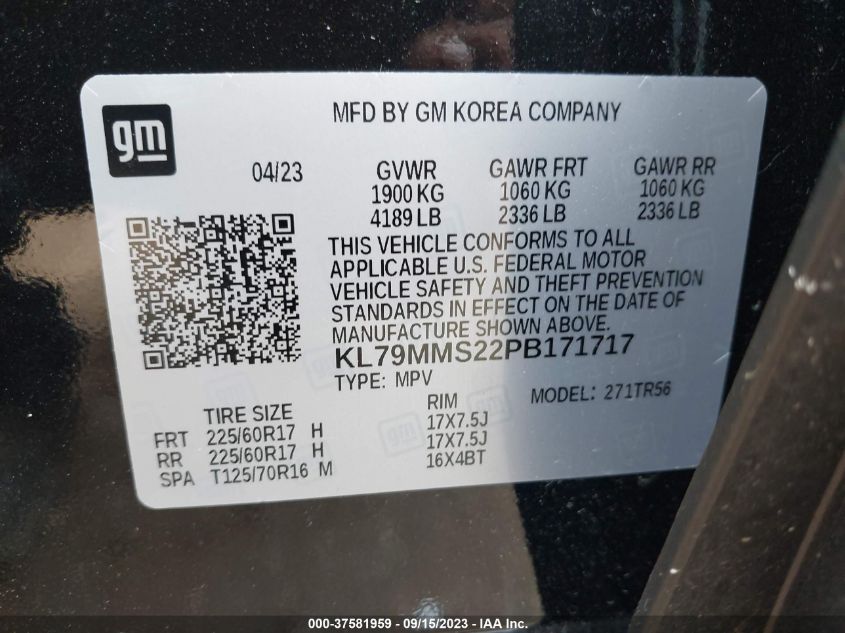 gm
MFD BY GM KOREA COMPANY
04/23 GVWR GAWR FRT GAWR RR
1900 KG 1060 KG 1060 KG
4189 LB 2336 LB 2336 LB
THIS VEHICLE CONFORMS TO ALL
APPLICABLE U.S. FEDERAL MOTOR
VEHICLE SAFETY AND THEFT PREVENTION
STANDARDS IN EFFECT ON THE DATE OF
MANUFACTURE SHOWN ABOVE.
KL79MMS22PB171717
TYPE: MPV MODEL: 271TR56
TIRE SIZE RIM
FRT 225/60R17 H 17X7.5J
RR 225/60R17 H 17X7.5J
SPA T125/70R16 M 16X4BT
000-37581959 - 09/15/2023 - IAA Inc.